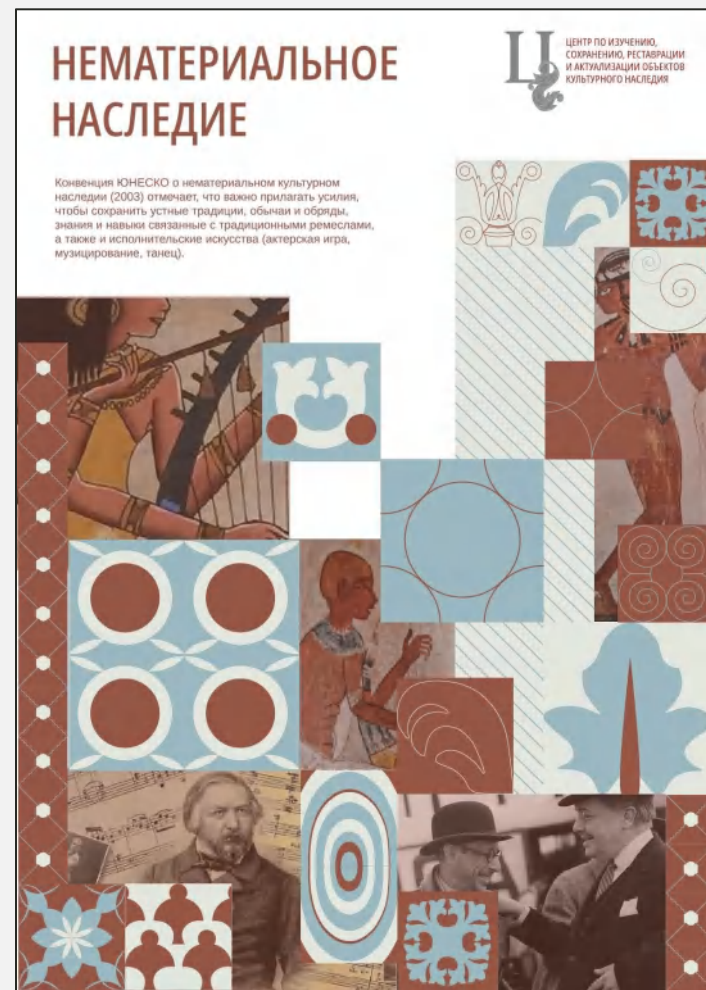 НЕМАТЕРИАЛЬНОЕ
НАСЛЕДИЕ
ЦЕНТР ПО ИЗУЧЕНИЮ,
СОХРАНЕНИЮ, РЕСТАВРАЦИИ
И АКТУАЛИЗАЦИИ ОБЪЕКТОВ
КУЛЬТУРНОГО НАСЛЕДИЯ
Конвенция ЮНЕСКО о нематериальном культурном
наследии (2003) отмечает, что важно прилагать усилия,
чтобы сохранить устные традиции, обычаи и обряды,
знания и навыки связанные с традиционными ремеслами,
а также и исполнительские искусства (актерская игра,
музицирование, танец).